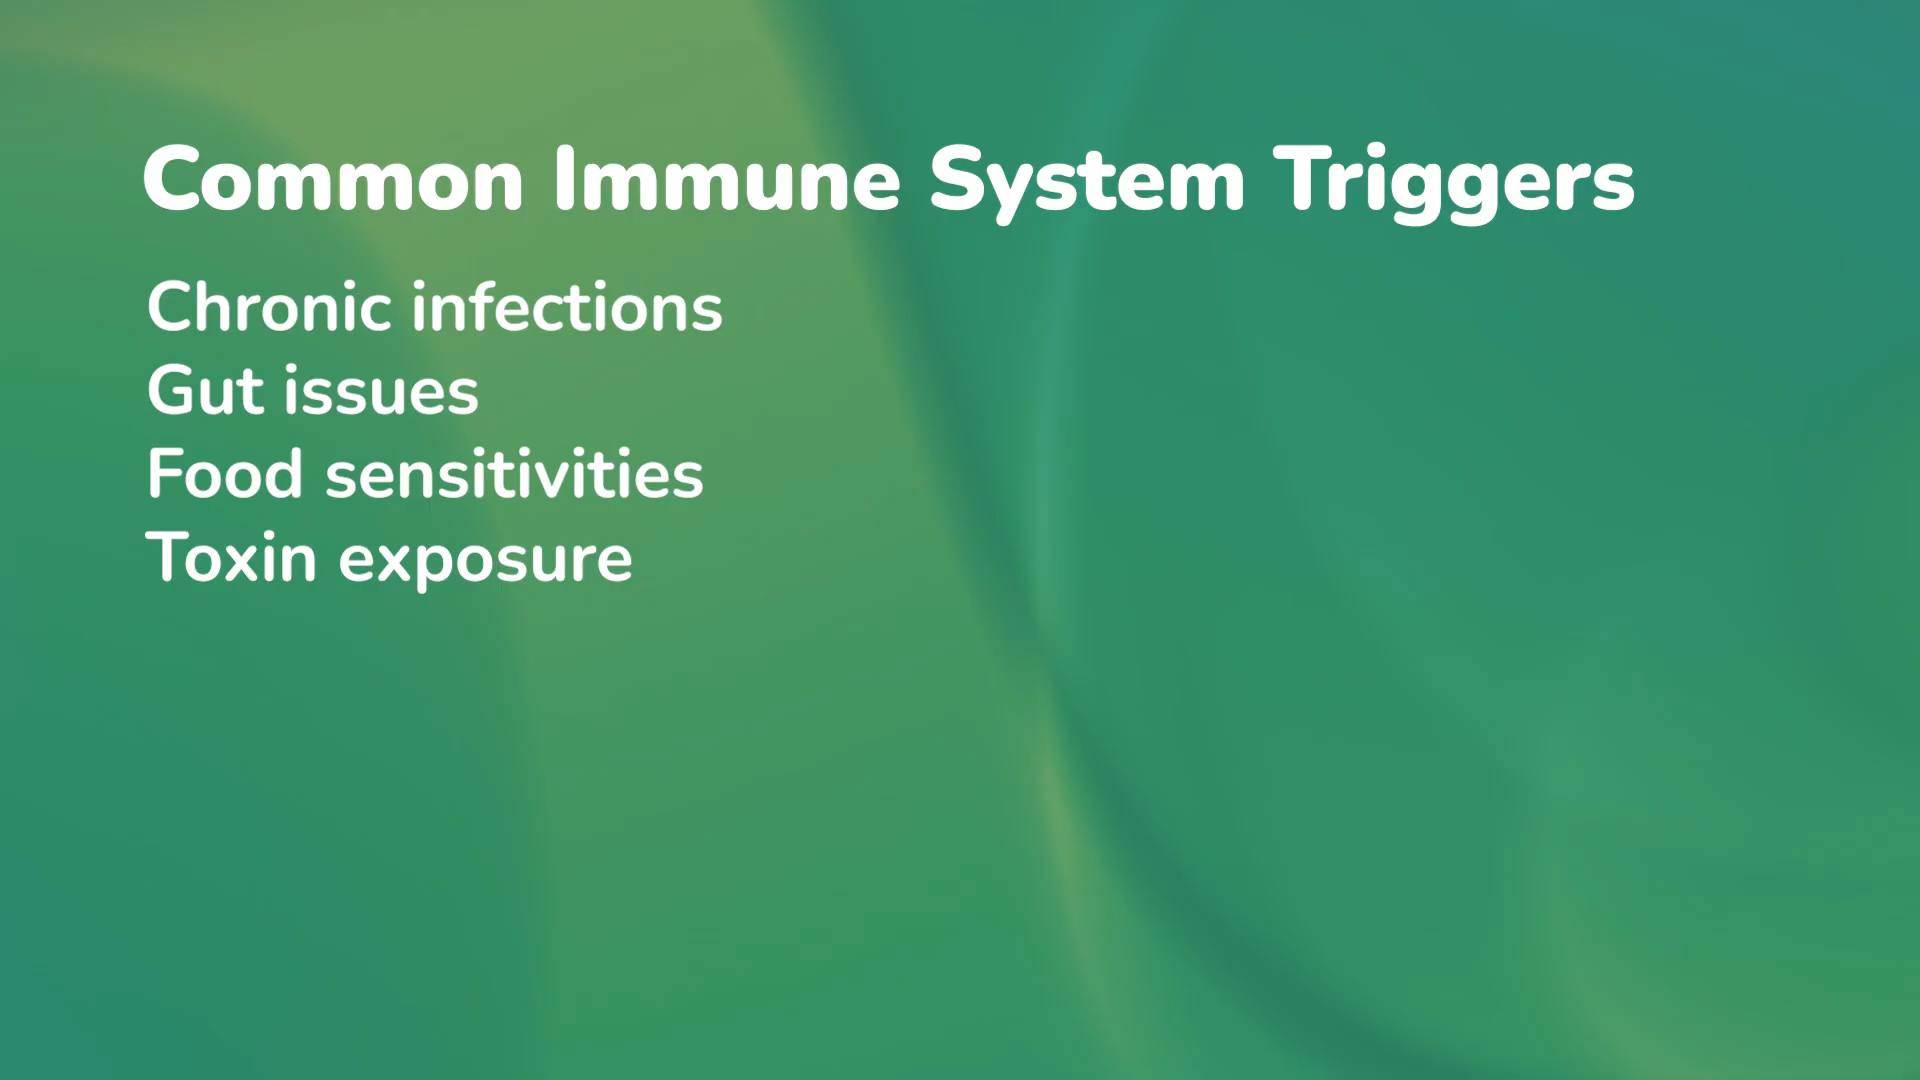 Common Immune System Triggers
Chronic infections
Gut issues
Food sensitivities
Toxin exposure